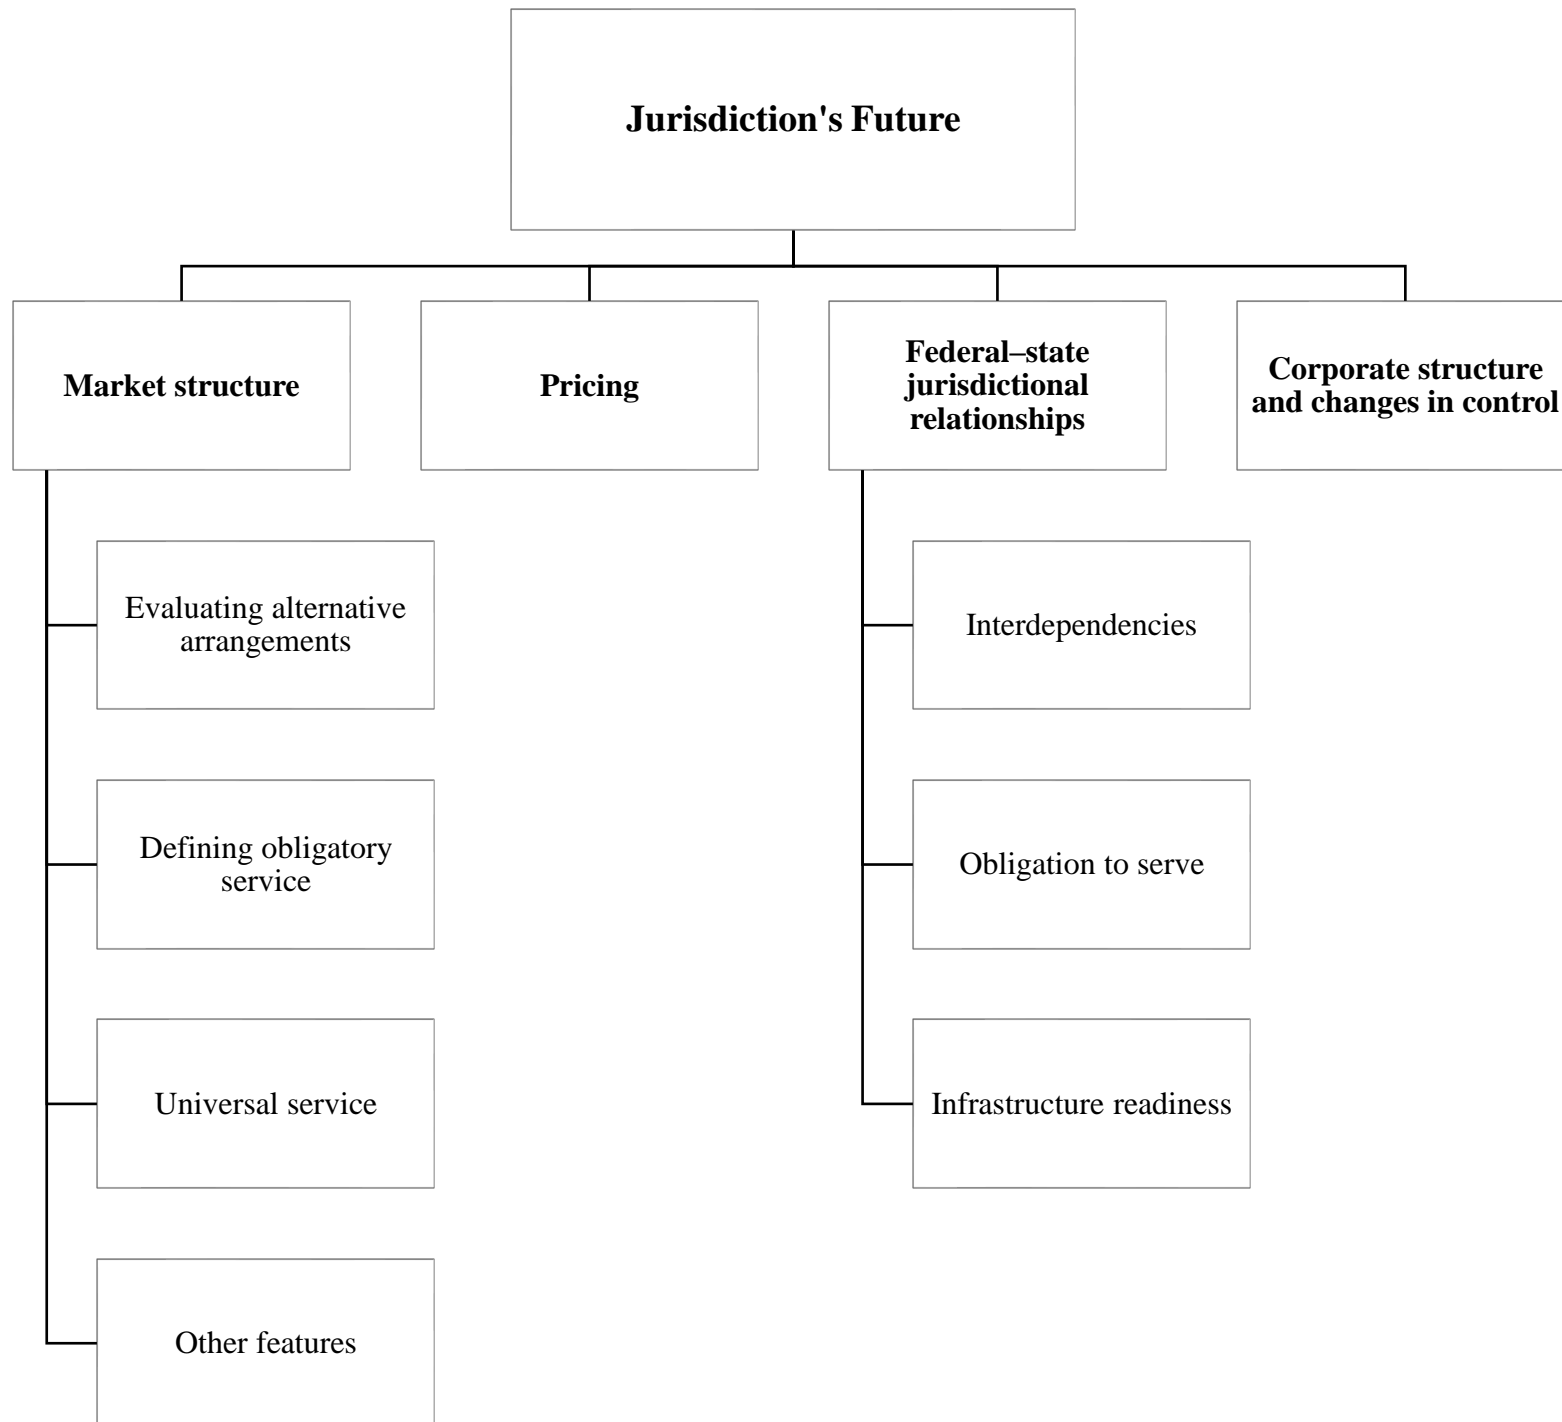 Jurisdiction's Future
Market structure
Pricing
Federal–state
jurisdictional
relationships
Corporate structure
and changes in control
Evaluating alternative
arrangements
Defining obligatory
service
Universal service
Other features
Interdependencies
Obligation to serve
Infrastructure readiness